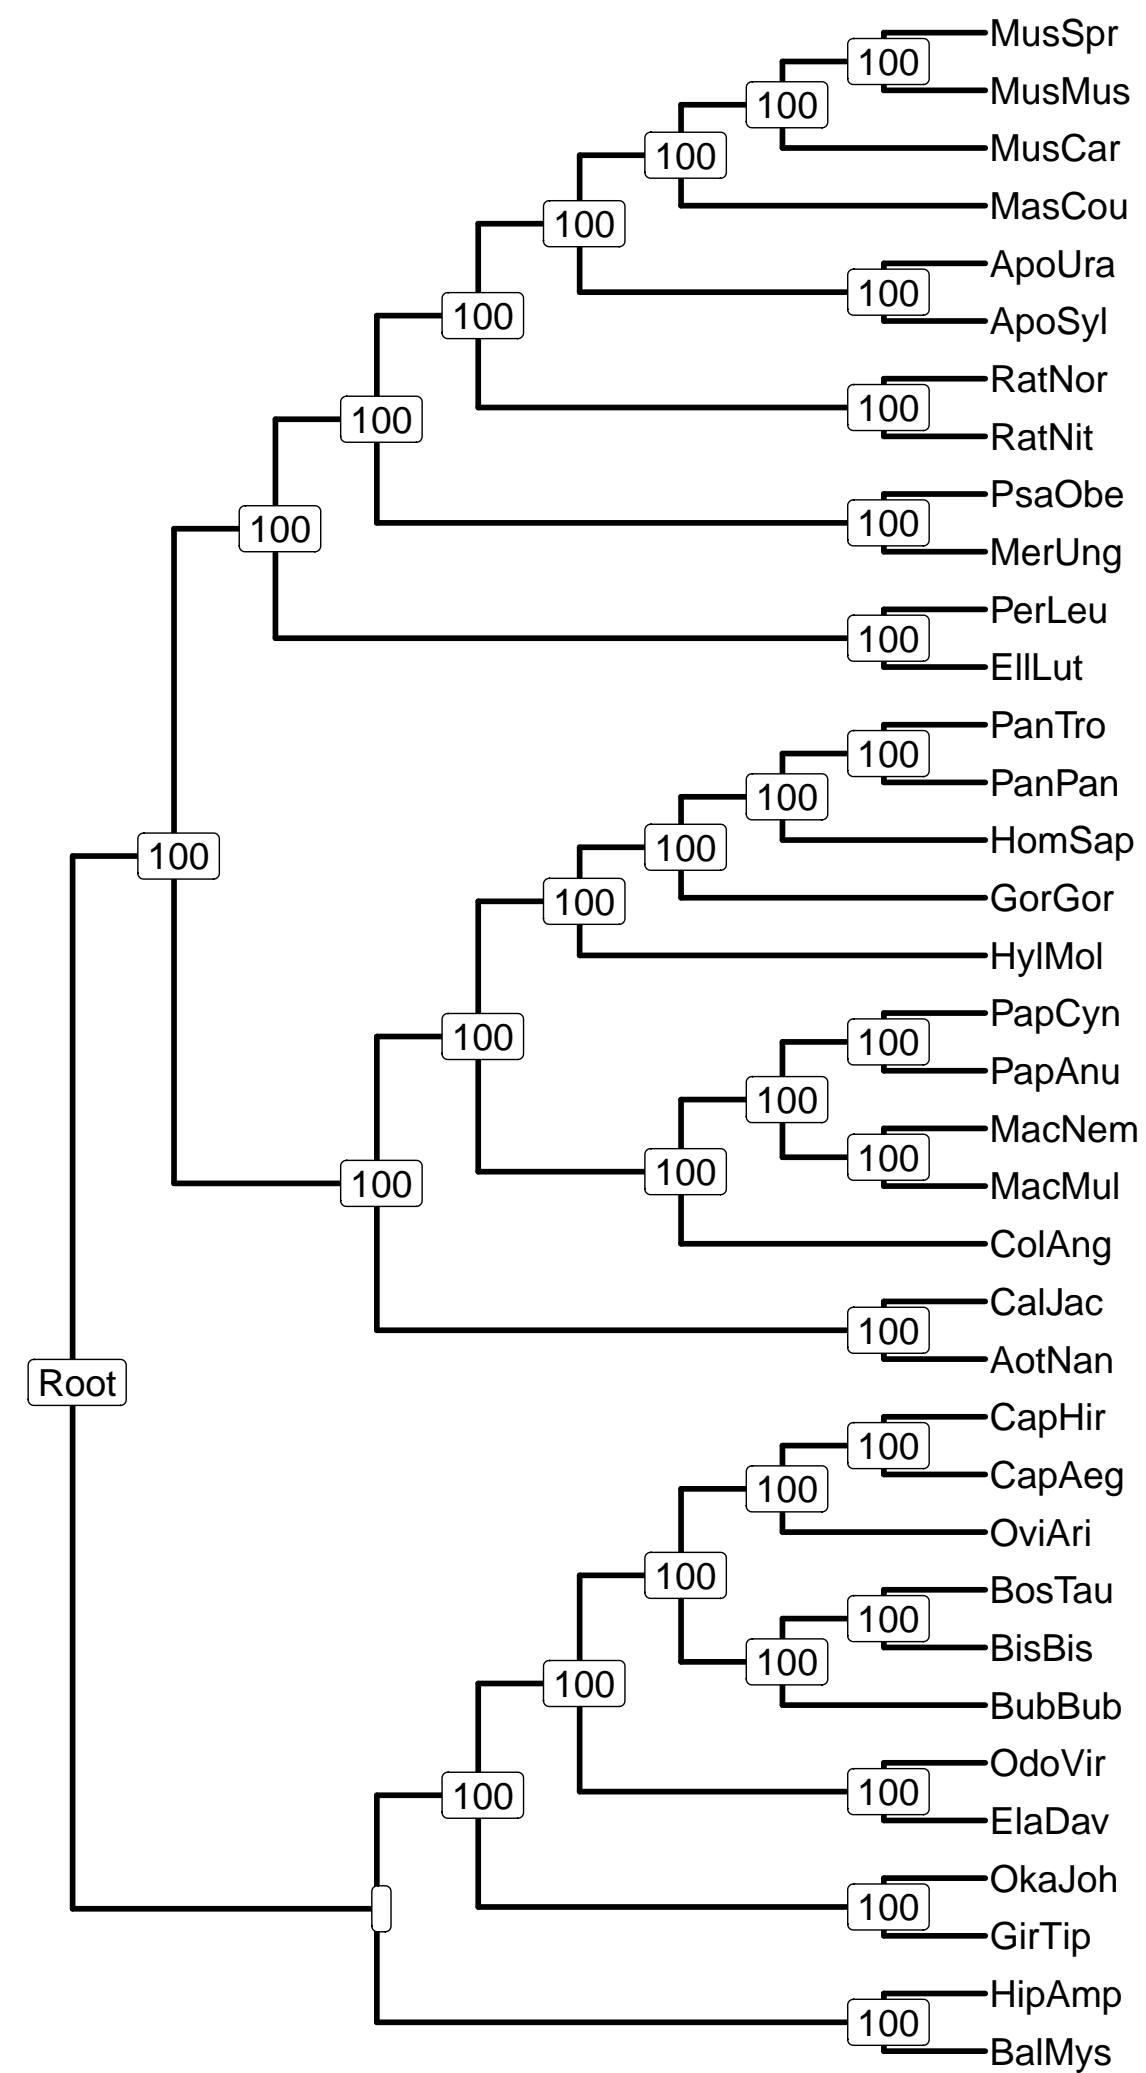 MusSpr
100
MusMus
100
MusCar
100
MasCou
100
ApoUra
100
ApoSyl
100
RatNor
100
RatNit
100
PsaObe
100
MerUng
100
PerLeu
100
EllLut
PanTro
100
PanPan
100
HomSap
100
GorGor
100
HylMol
100
PapCyn
100
PapAnu
100
MacNem
100
MacMul
100
100
ColAng
100
CalJac
100
AotNan
Root
CapHir
100
CapAeg
100
OviAri
100
BosTau
100
BisBis
100
BubBub
100
OdoVir
100
ElaDav
100
OkaJoh
100
GirTip
HipAmp
100
BalMys